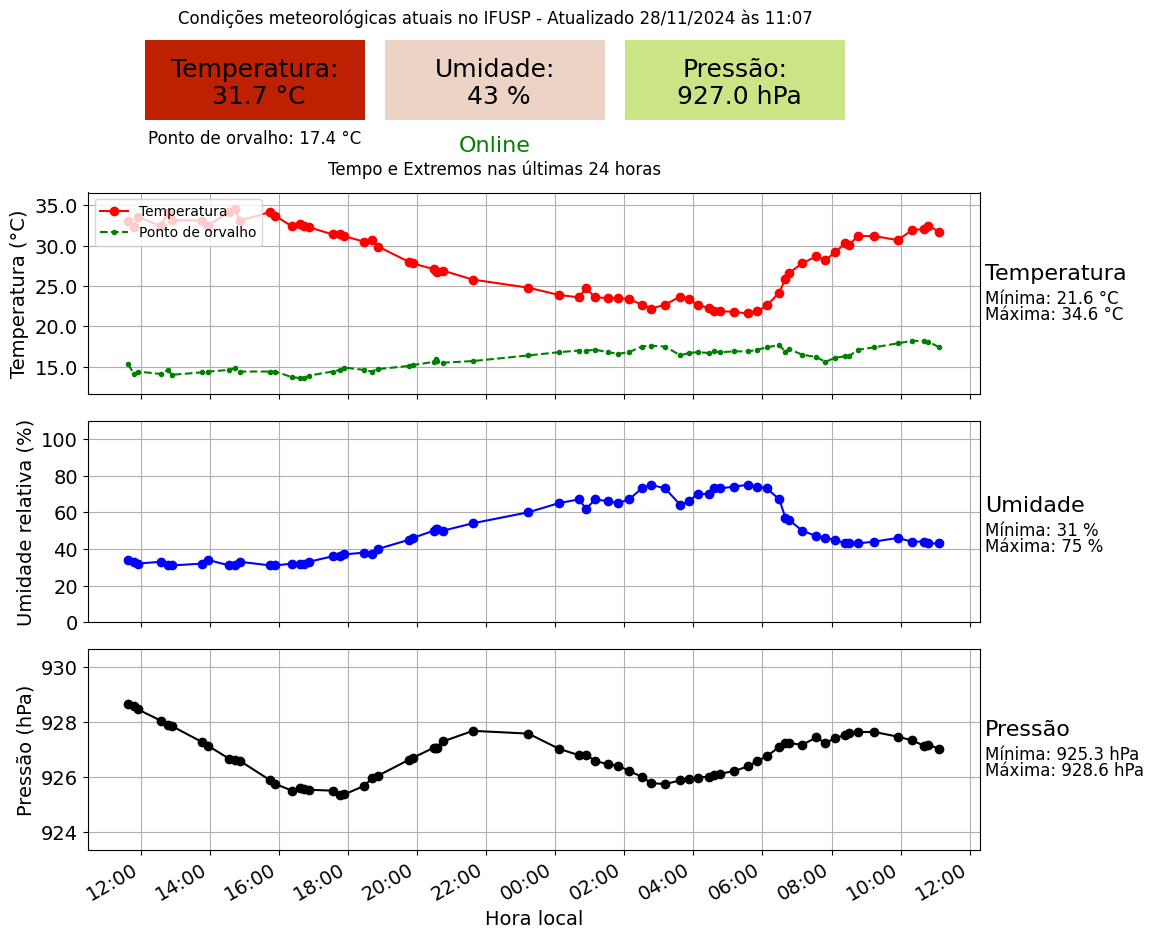 Condições meteorológicas atuais no IFUSP - Atualizado 28/11/2024 às 11:07
Temperatura:
31.7 °C
Umidade:
43 %
Pressão:
927.0 hPa
Ponto de orvalho: 17.4 °C
Online
Tempo e Extremos nas últimas 24 horas
Temperatura (°C)
35.0
30.0
25.0
20.0
15.0
Temperatura
Ponto de orvalho
Temperatura
Mínima: 21.6 °C
Máxima: 34.6 °C
Umidade relativa (%)
100
80
60
40
20
0
Umidade
Mínima: 31 %
Máxima: 75 %
Pressão (hPa)
930
928
926
924
Pressão
Mínima: 925.3 hPa
Máxima: 928.6 hPa
12:00 14:00 16:00 18:00 20:00 22:00 00:00 02:00 04:00 06:00 08:00 10:00 12:00
Hora local